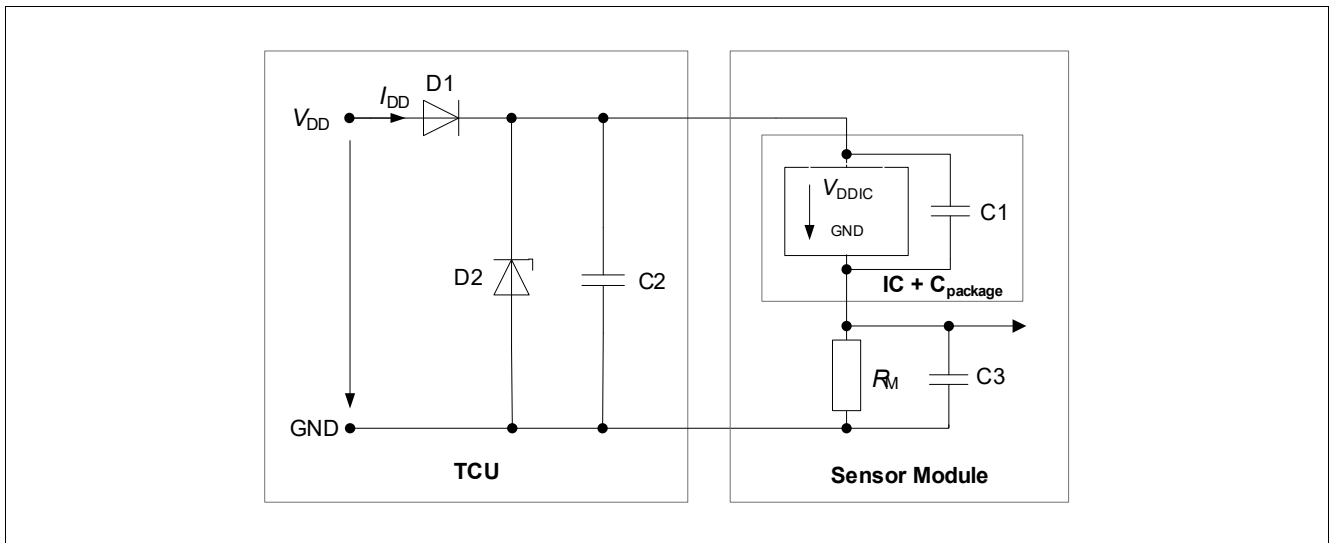 D1
I_DD
V_DD
V_DDIC
C1
GND
D2
C2
IC + C_package
R_M
C3
GND
TCU
Sensor Module